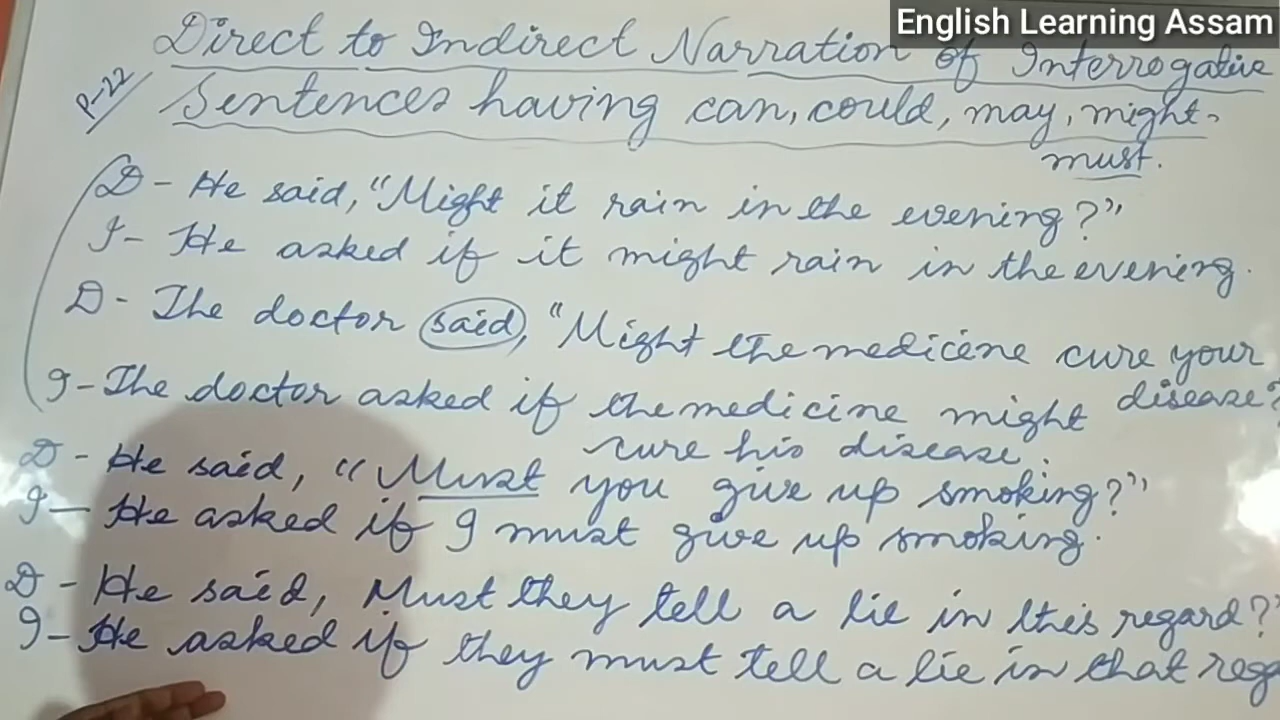 English Learning Assam
Direct to Indirect Narration of Interrogative
P-22
Sentences having can, could, may, might,
must.
D - He said, "Might it rain in the evening?"
I - He asked if it might rain in the evening.
D - The doctor said, "Might the medicine cure your
disease?
I - The doctor asked if the medicine might
cure his disease.
D - He said, "Must you give up smoking?"
I - He asked if I must give up smoking.
D - He said, Must they tell a lie in this regard?"
I - He asked if they must tell a lie in that